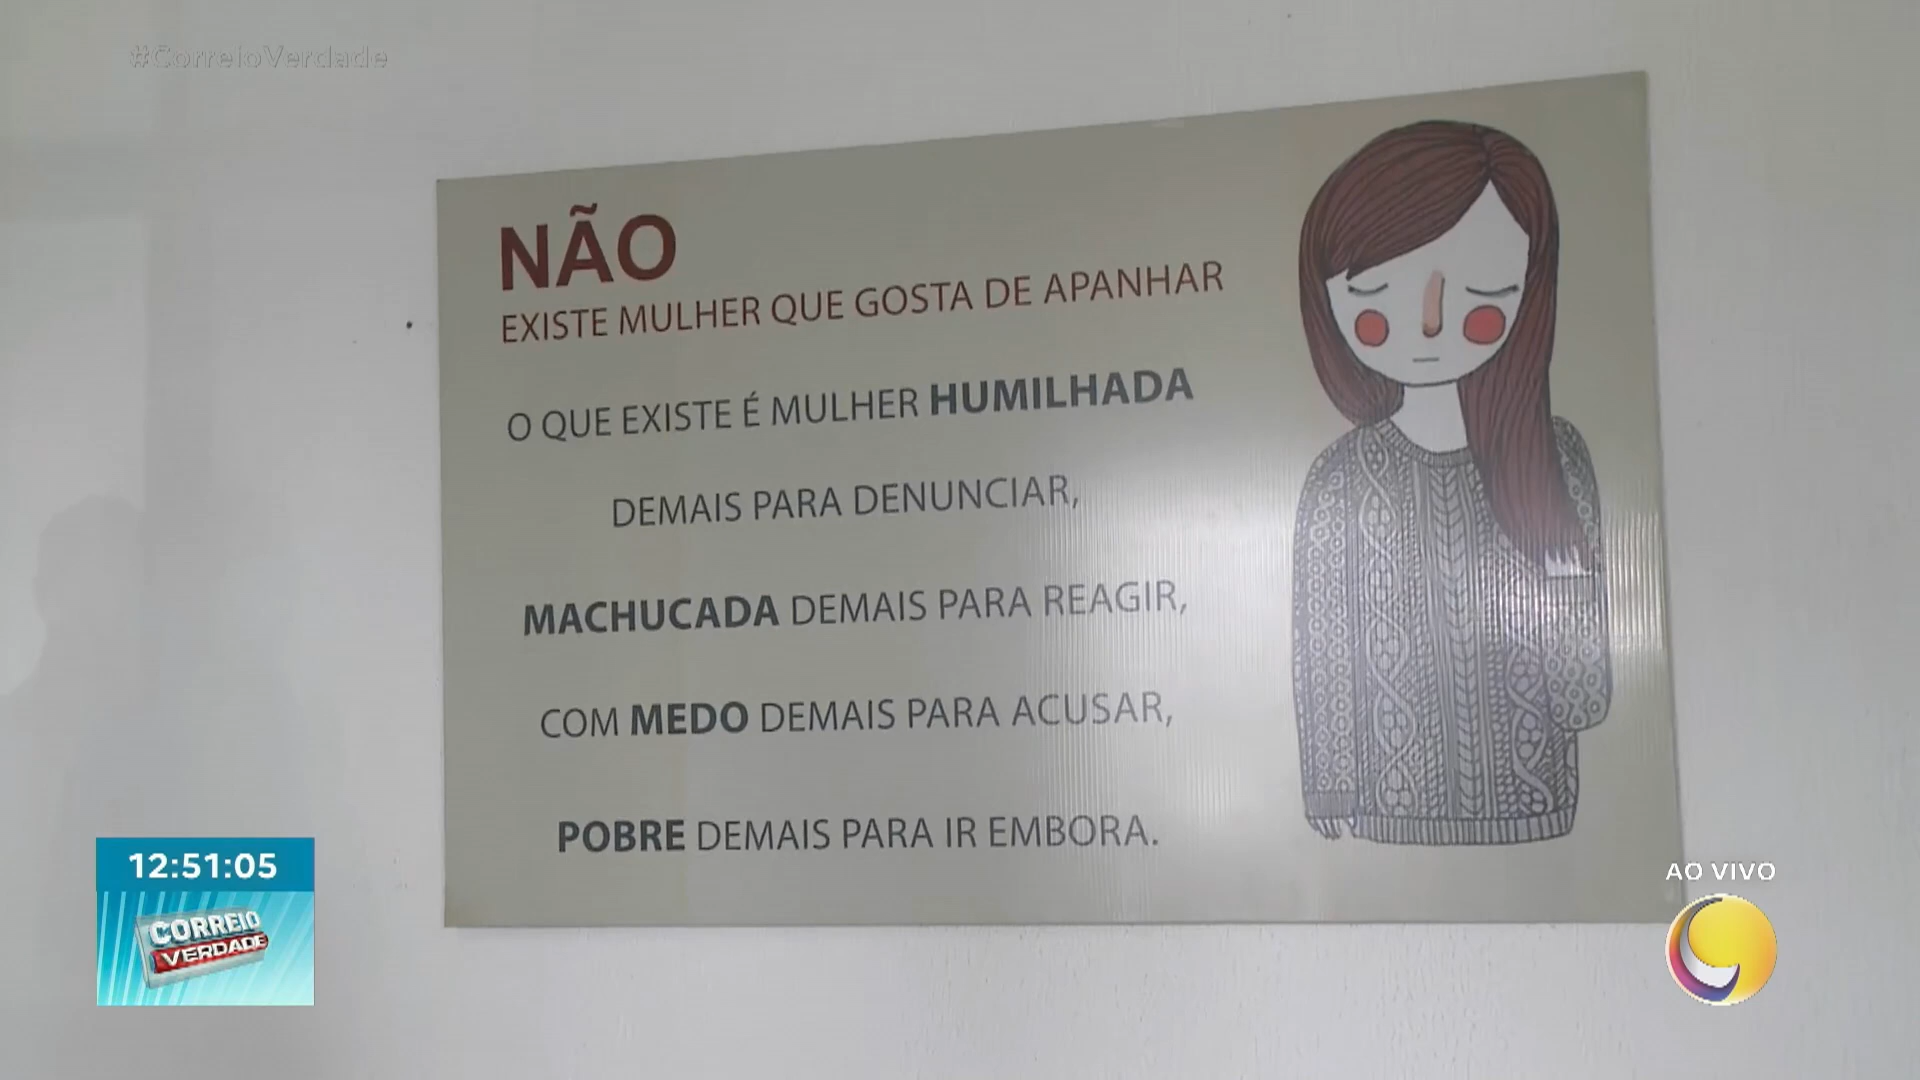 #CorreioVerdade
NÃO
EXISTE MULHER QUE GOSTA DE APANHAR
O QUE EXISTE É MULHER HUMILHADA
DEMAIS PARA DENUNCIAR,
MACHUCADA DEMAIS PARA REAGIR,
COM MEDO DEMAIS PARA ACUSAR,
POBRE DEMAIS PARA IR EMBORA.
12:51:05
CORREIO
VERDADE
AO VIVO